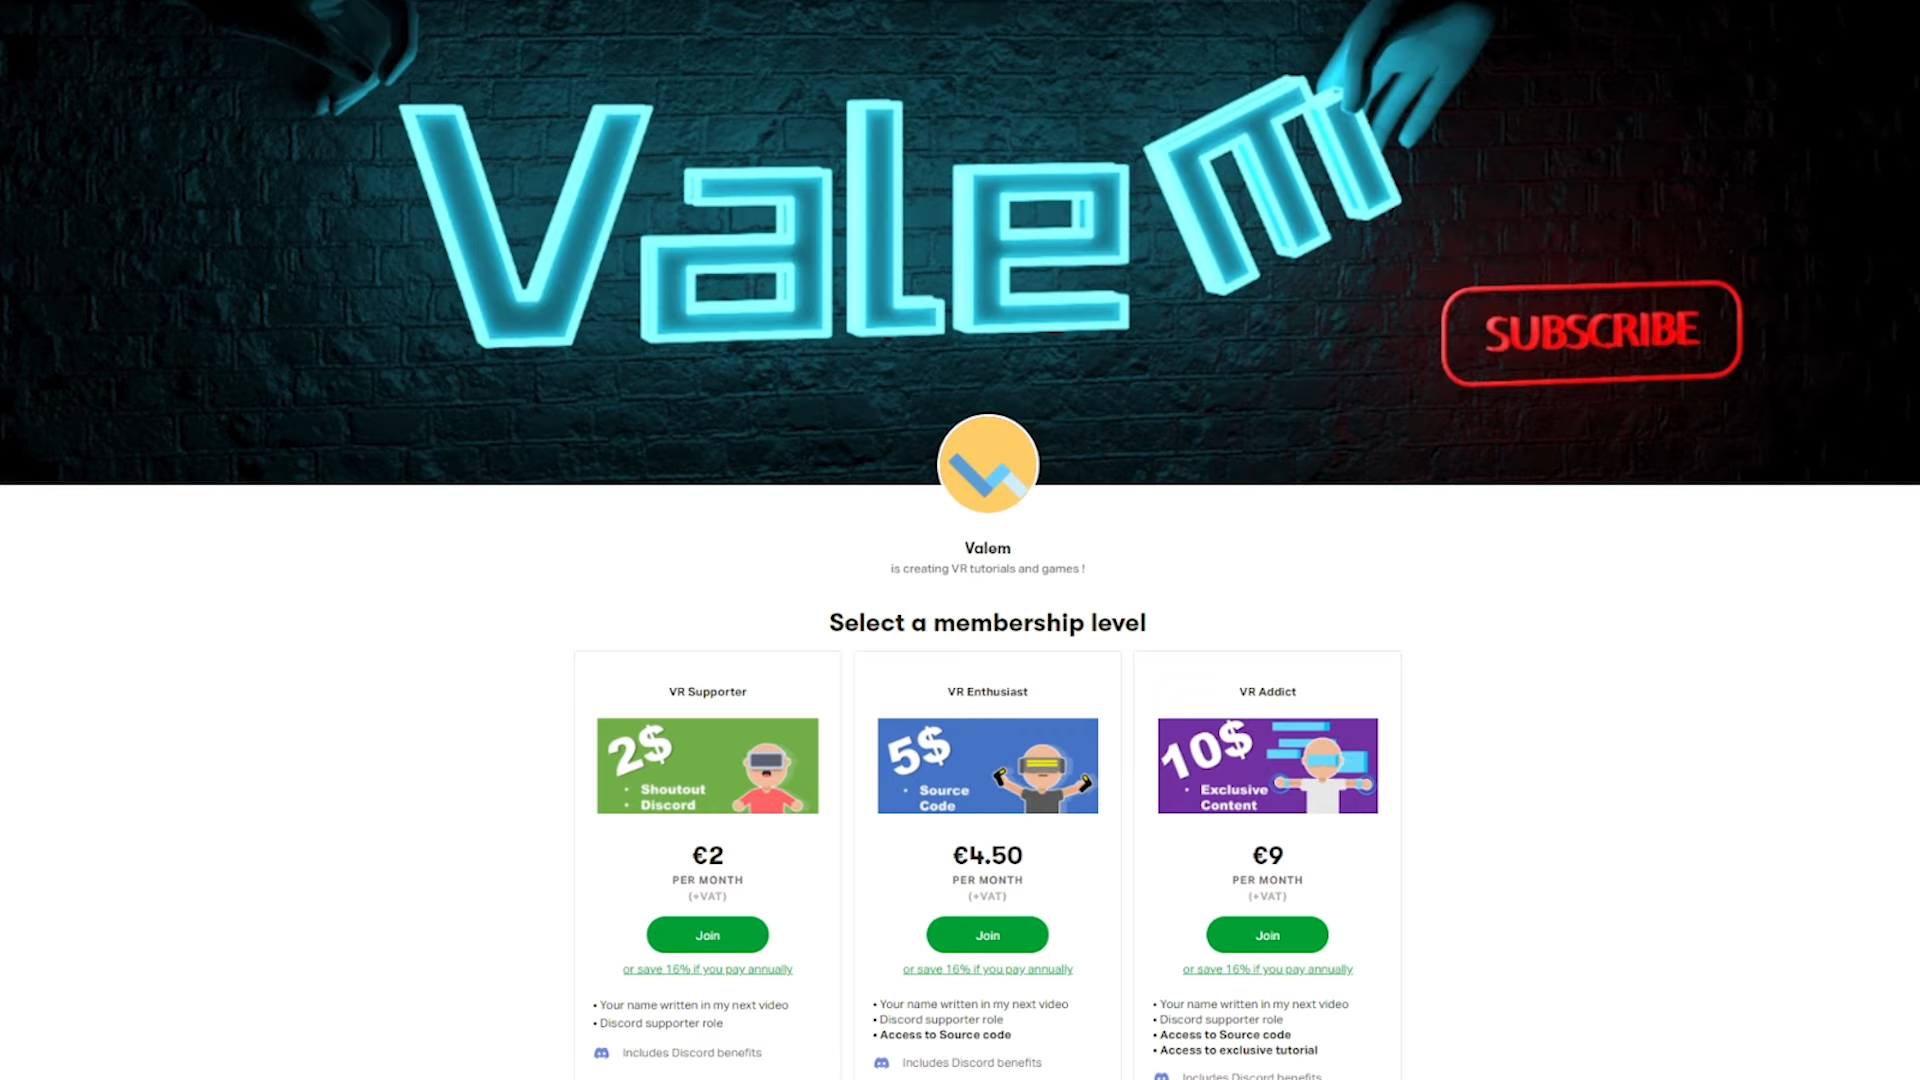 Valem
SUBSCRIBE
Valem
is creating VR tutorials and games !
Select a membership level
VR Supporter
2$
• Shoutout
• Discord
€2
PER MONTH
(+VAT)
Join
or save 16% if you pay annually
• Your name written in my next video
• Discord supporter role
Includes Discord benefits
VR Enthusiast
5$
• Source
Code
€4.50
PER MONTH
(+VAT)
Join
or save 16% if you pay annually
• Your name written in my next video
• Discord supporter role
• Access to Source code
Includes Discord benefits
VR Addict
10$
• Exclusive
Content
€9
PER MONTH
(+VAT)
Join
or save 16% if you pay annually
• Your name written in my next video
• Discord supporter role
• Access to Source code
• Access to exclusive tutorial
Includes Discord benefits